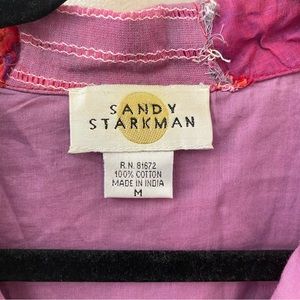 SANDY
STARKMAN
R.N. 81672
100% COTTON
MADE IN INDIA
M